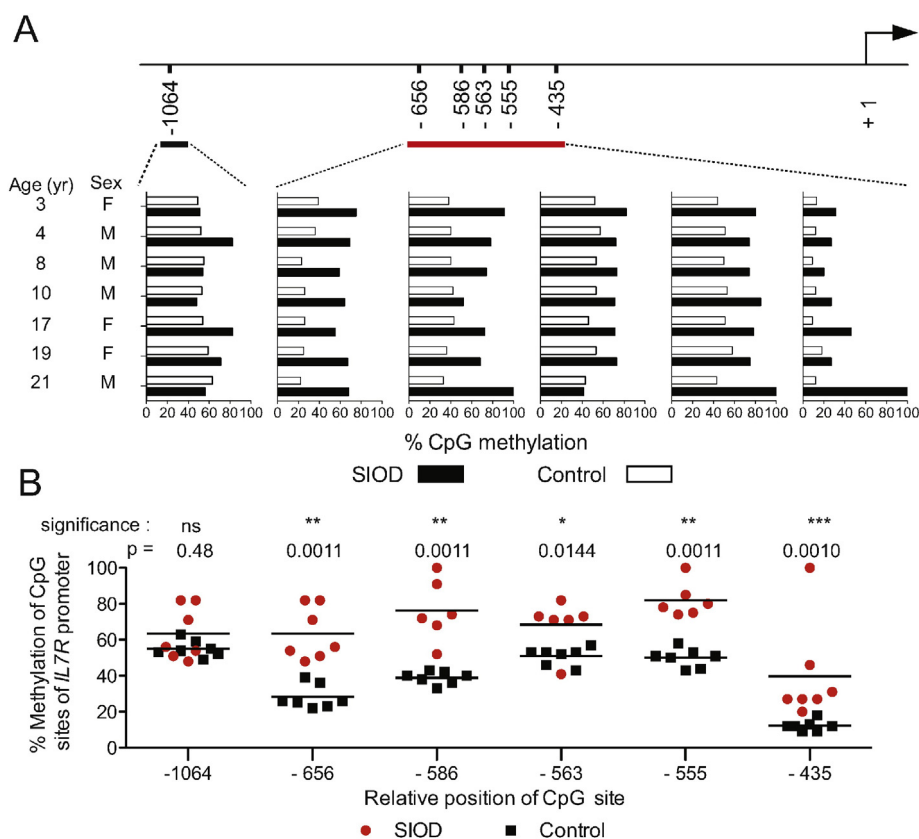 A
-1064
- 656
- 586
- 563
- 555
- 435
+ 1
Age (yr) Sex
3 F
4 M
8 M
10 M
17 F
19 F
21 M
0 20 40 60 80 100 0 20 40 60 80 100 0 20 40 60 80 100 0 20 40 60 80 100 0 20 40 60 80 100 0 20 40 60 80 100
% CpG methylation
SIOD Control
B
significance : ns ** ** * ** ***
p = 0.48 0.0011 0.0011 0.0144 0.0011 0.0010
% Methylation of CpG
sites of IL7R promoter
100
80
60
40
20
0
-1064 - 656 - 586 - 563 - 555 - 435
Relative position of CpG site
SIOD Control